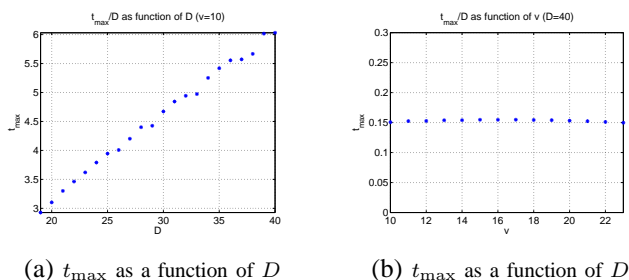 t_max/D as function of D (v=10)
6
5.5
5
4.5
4
3.5
3
t_max
20 25 30 35 40
D
t_max/D as function of v (D=40)
0.3
0.25
0.2
0.15
0.1
0.05
0
t_max
10 12 14 16 18 20 22
v
(a) t_max as a function of D
(b) t_max as a function of D